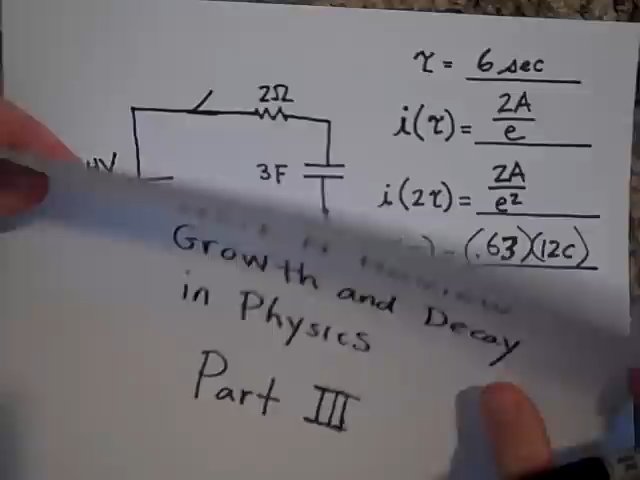 2Ω
3F
τ = 6 sec
i(τ) = 2A/e
i(2τ) = 2A/e²
(.63)(12C)
Growth and Decay
in Physics
Part III